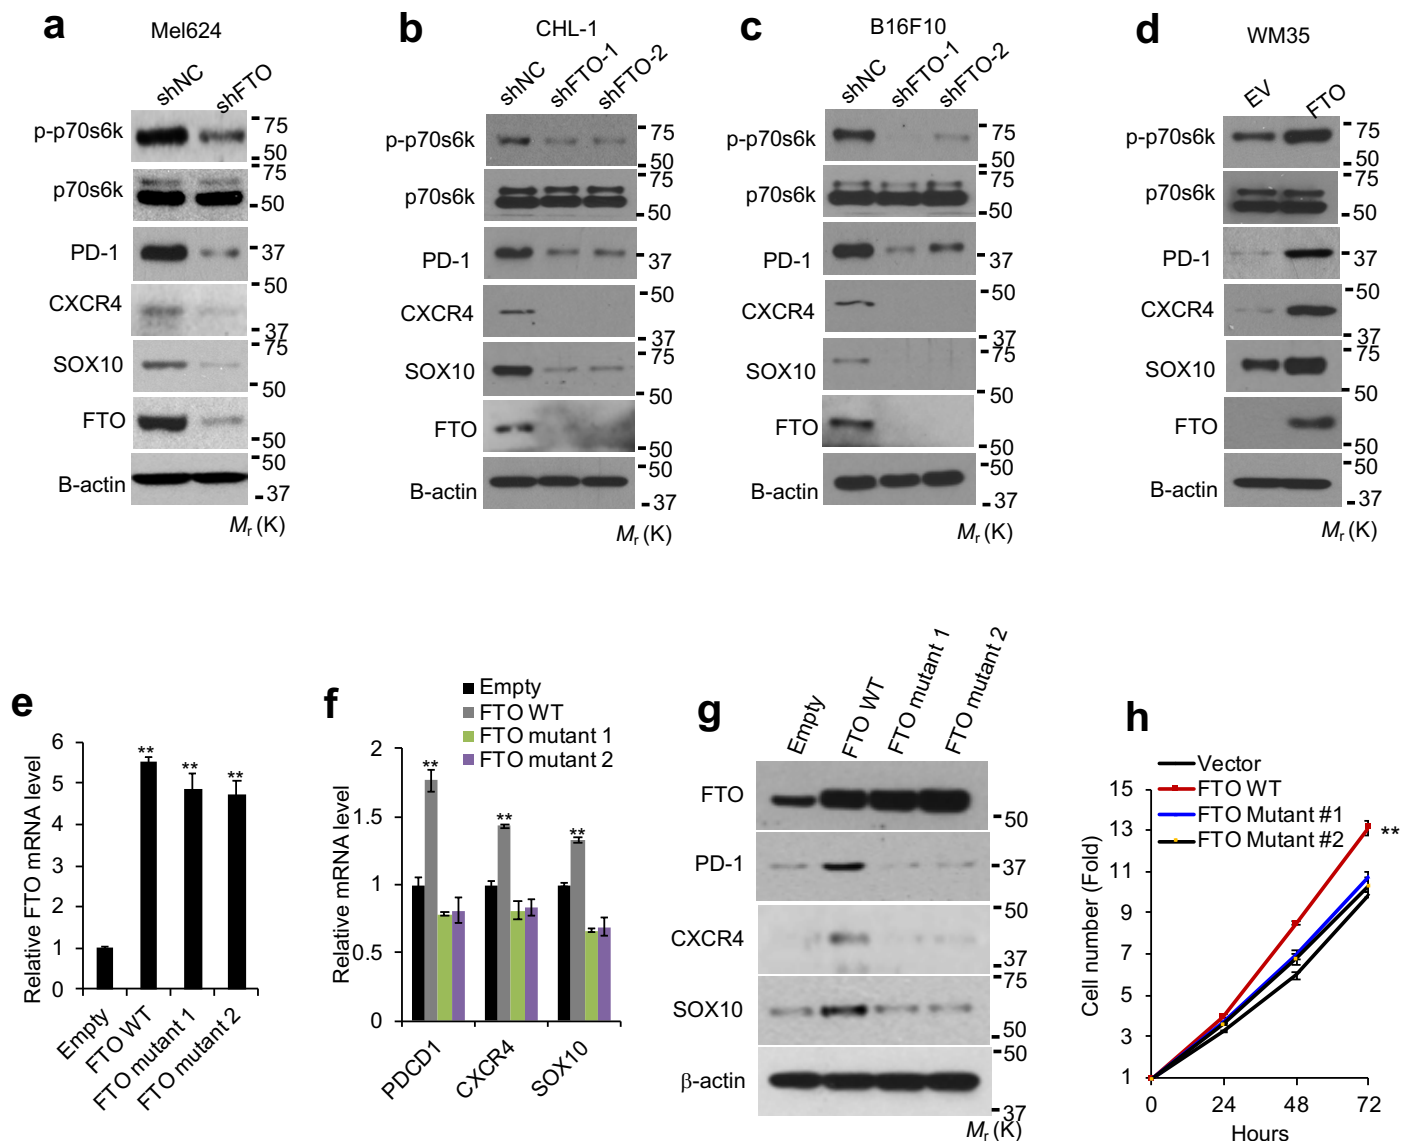 a
Mel624
shNC shFTO
p-p70s6k
75
50
p70s6k
75
50
PD-1
37
CXCR4
50
37
SOX10
75
50
FTO
50
B-actin
50
37
Mr (K)
b
CHL-1
shNC shFTO-1 shFTO-2
p-p70s6k
75
50
p70s6k
75
50
PD-1
37
CXCR4
50
37
SOX10
75
50
FTO
50
B-actin
50
37
Mr (K)
c
B16F10
shNC shFTO-1 shFTO-2
p-p70s6k
75
50
p70s6k
75
50
PD-1
37
CXCR4
50
37
SOX10
75
50
FTO
50
B-actin
50
37
Mr (K)
d
WM35
EV FTO
p-p70s6k
75
50
p70s6k
75
50
PD-1
37
CXCR4
50
37
SOX10
75
50
FTO
50
B-actin
50
37
Mr (K)
e
Relative FTO mRNA level
6
5
4
3
2
1
0
** ** **
Empty FTO WT FTO mutant 1 FTO mutant 2
f
Empty
FTO WT
FTO mutant 1
FTO mutant 2
Relative mRNA level
2
1.5
1
0.5
0
** ** **
PDCD1 CXCR4 SOX10
g
Empty FTO WT FTO mutant 1 FTO mutant 2
FTO
50
PD-1
37
CXCR4
50
37
SOX10
75
50
β-actin
50
37
Mr (K)
h
Vector
FTO WT
FTO Mutant #1
FTO Mutant #2
Cell number (Fold)
15
13
11
9
7
5
3
1
**
0 24 48 72
Hours